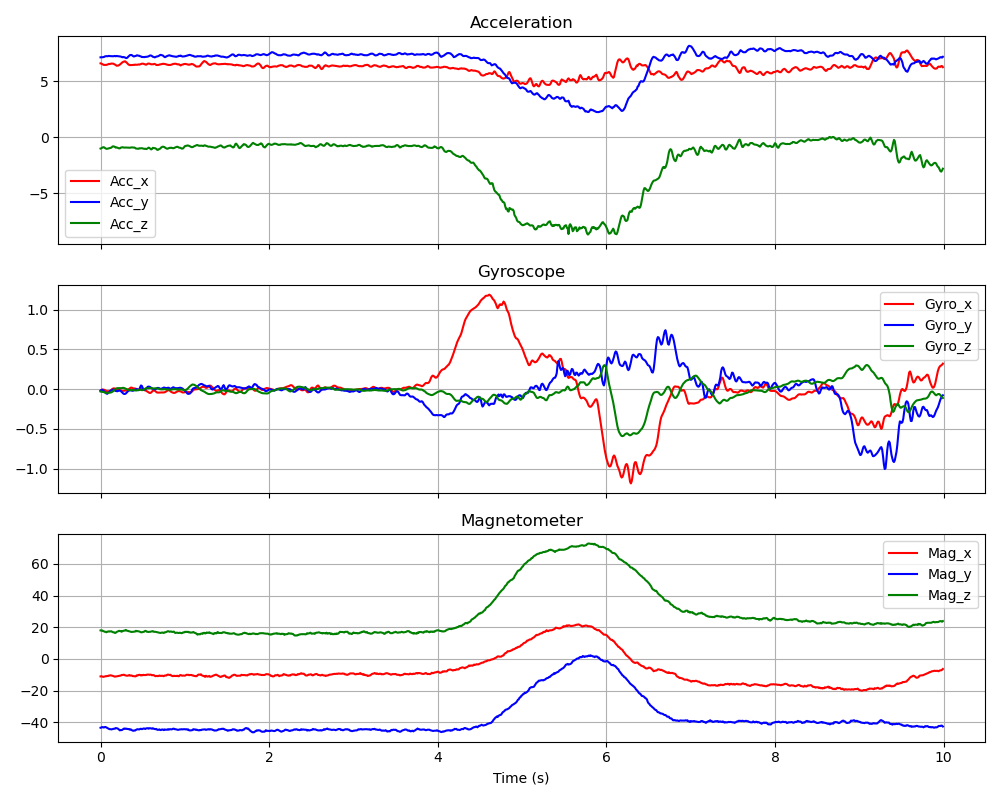 Acceleration
5
0
−5
Acc_x
Acc_y
Acc_z
Gyroscope
1.0
0.5
0.0
−0.5
−1.0
Gyro_x
Gyro_y
Gyro_z
Magnetometer
60
40
20
0
−20
−40
Mag_x
Mag_y
Mag_z
0 2 4 6 8 10
Time (s)